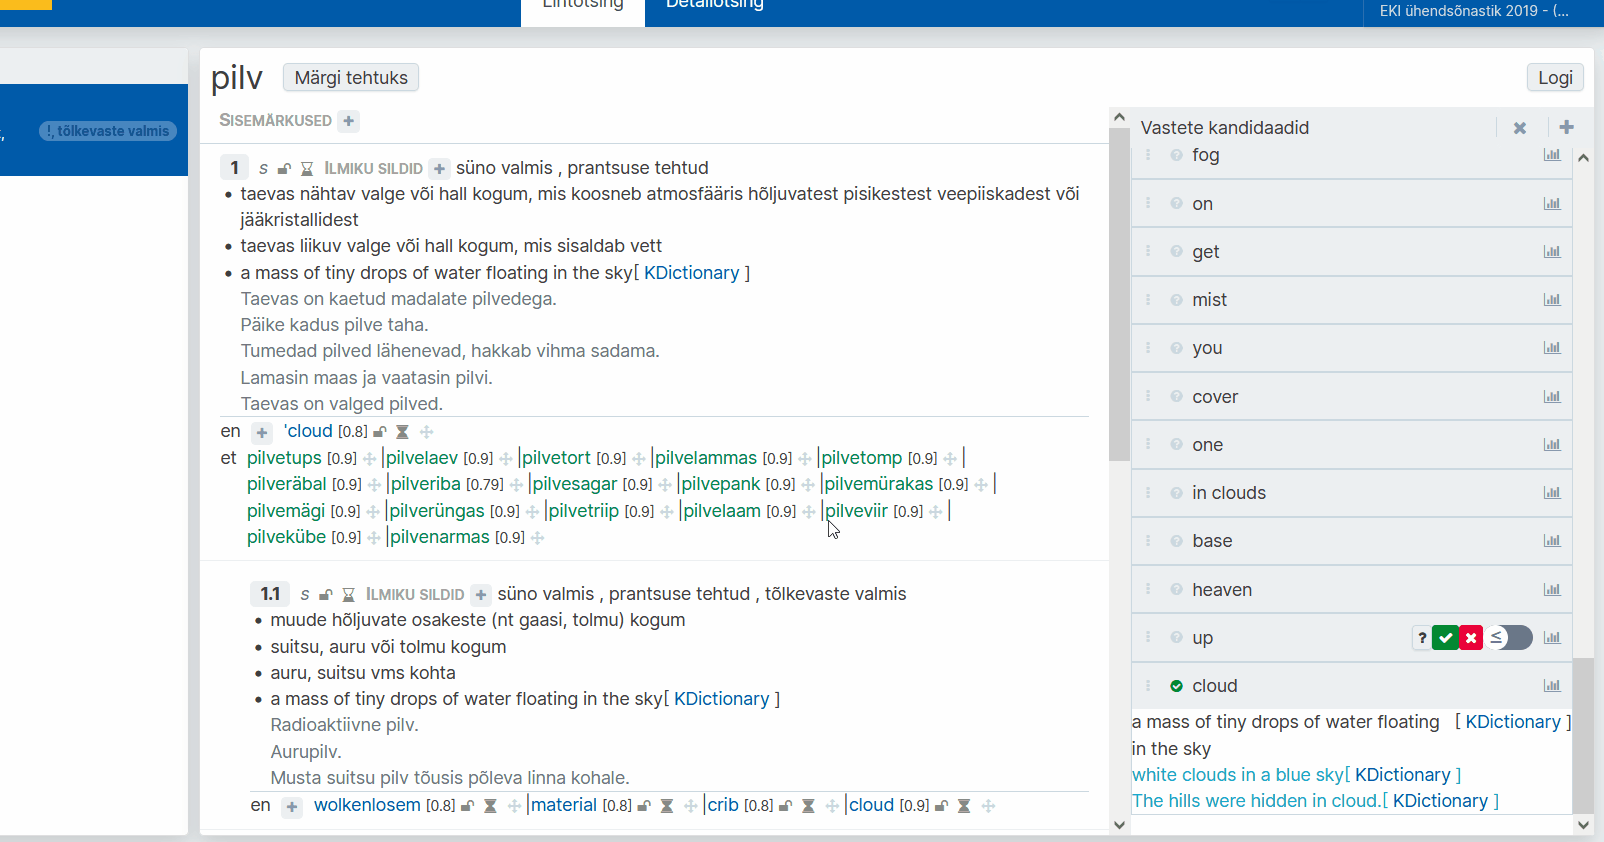 Lihtotsing
Detailotsing
EKI ühendsõnastik 2019 - (...
!, tõlkevaste valmis
pilv
Märgi tehtuks
Logi
SISEMÄRKUSED
1 s ILMIKU SILDID süno valmis , prantsuse tehtud
• taevas nähtav valge või hall kogum, mis koosneb atmosfääris hõljuvatest pisikestest veepiiskadest või
jääkristallidest
• taevas liikuv valge või hall kogum, mis sisaldab vett
• a mass of tiny drops of water floating in the sky[ KDictionary ]
Taevas on kaetud madalate pilvedega.
Päike kadus pilve taha.
Tumedad pilved lähenevad, hakkab vihma sadama.
Lamasin maas ja vaatasin pilvi.
Taevas on valged pilved.
en 'cloud [0.8]
et pilvetups [0.9] |pilvelaev [0.9] |pilvetort [0.9] |pilvelammas [0.9] |pilvetomp [0.9] |
pilveräbal [0.9] |pilveriba [0.79] |pilvesagar [0.9] |pilvepank [0.9] |pilvemürakas [0.9] |
pilvemägi [0.9] |pilverüngas [0.9] |pilvetriip [0.9] |pilvelaam [0.9] |pilveviir [0.9] |
pilvekübe [0.9] |pilvenarmas [0.9]
1.1 s ILMIKU SILDID süno valmis , prantsuse tehtud , tõlkevaste valmis
• muude hõljuvate osakeste (nt gaasi, tolmu) kogum
• suitsu, auru või tolmu kogum
• auru, suitsu vms kohta
• a mass of tiny drops of water floating in the sky[ KDictionary ]
Radioaktiivne pilv.
Aurupilv.
Musta suitsu pilv tõusis põleva linna kohale.
en wolkenlosem [0.8] |material [0.8] |crib [0.8] |cloud [0.9]
Vastete kandidaadid
fog
on
get
mist
you
cover
one
in clouds
base
heaven
up ? ≤
cloud
a mass of tiny drops of water floating [ KDictionary ]
in the sky
white clouds in a blue sky[ KDictionary ]
The hills were hidden in cloud.[ KDictionary ]